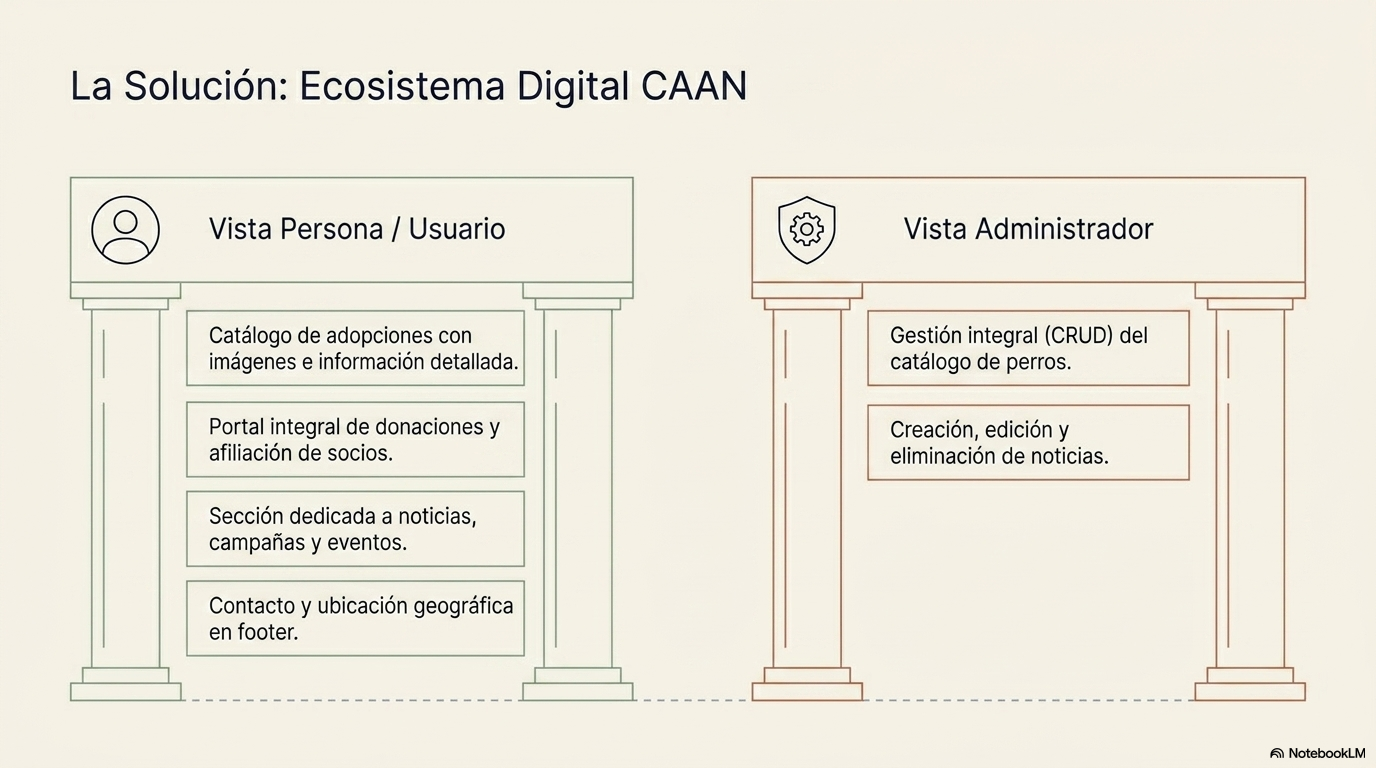 La Solución: Ecosistema Digital CAAN
Vista Persona / Usuario
Catálogo de adopciones con
imágenes e información detallada.
Portal integral de donaciones y
afiliación de socios.
Sección dedicada a noticias,
campañas y eventos.
Contacto y ubicación geográfica
en footer.
Vista Administrador
Gestión integral (CRUD) del
catálogo de perros.
Creación, edición y
eliminación de noticias.
NotebookLM